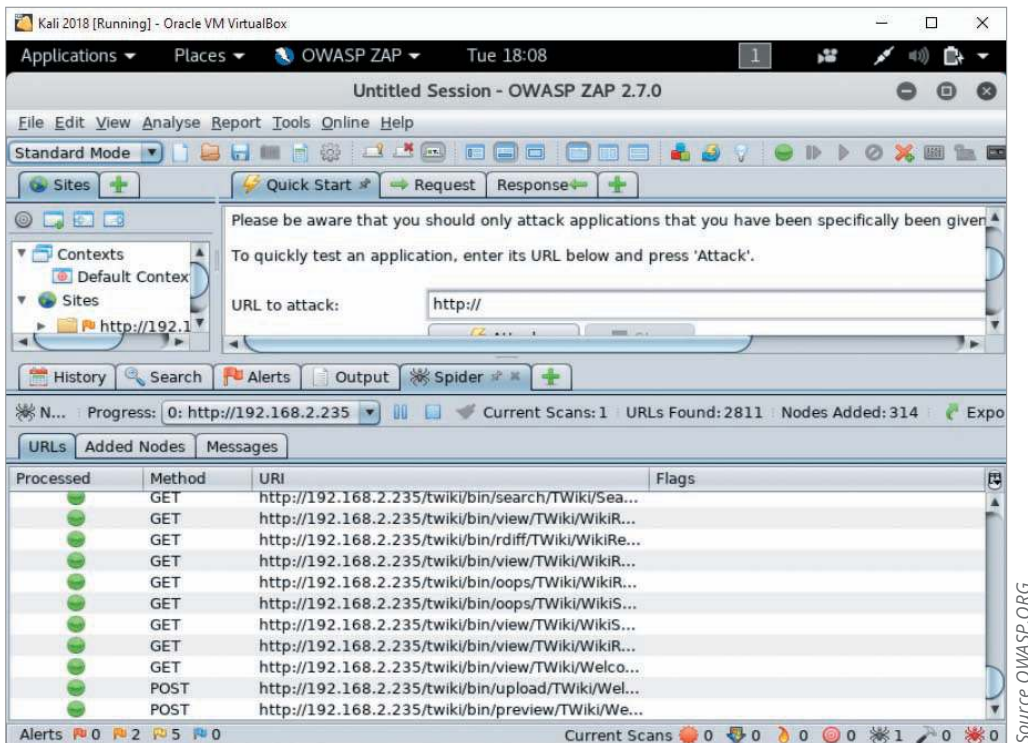 Kali 2018 [Running] - Oracle VM VirtualBox
Applications Places OWASP ZAP Tue 18:08 1
Untitled Session - OWASP ZAP 2.7.0
File Edit View Analyse Report Tools Online Help
Standard Mode
Sites Quick Start Request Response
Please be aware that you should only attack applications that you have been specifically been given
Contexts
To quickly test an application, enter its URL below and press 'Attack'.
Default Contex
Sites
URL to attack: http://
http://192.1
History Search Alerts Output Spider
N... Progress: 0: http://192.168.2.235 Current Scans: 1 URLs Found: 2811 Nodes Added: 314 Expo
URLs Added Nodes Messages
Processed Method URI Flags
GET http://192.168.2.235/twiki/bin/search/TWiki/Sea...
GET http://192.168.2.235/twiki/bin/view/TWiki/WikiR...
GET http://192.168.2.235/twiki/bin/rdiff/TWiki/WikiRe...
GET http://192.168.2.235/twiki/bin/view/TWiki/WikiR...
GET http://192.168.2.235/twiki/bin/oops/TWiki/WikiR...
GET http://192.168.2.235/twiki/bin/oops/TWiki/WikiS...
GET http://192.168.2.235/twiki/bin/view/TWiki/WikiS...
GET http://192.168.2.235/twiki/bin/view/TWiki/WikiR...
GET http://192.168.2.235/twiki/bin/view/TWiki/Welco...
POST http://192.168.2.235/twiki/bin/upload/TWiki/Wel...
POST http://192.168.2.235/twiki/bin/preview/TWiki/We...
Alerts 0 2 5 0 Current Scans 0 0 0 0 1 0 0
Source OWASP.ORG